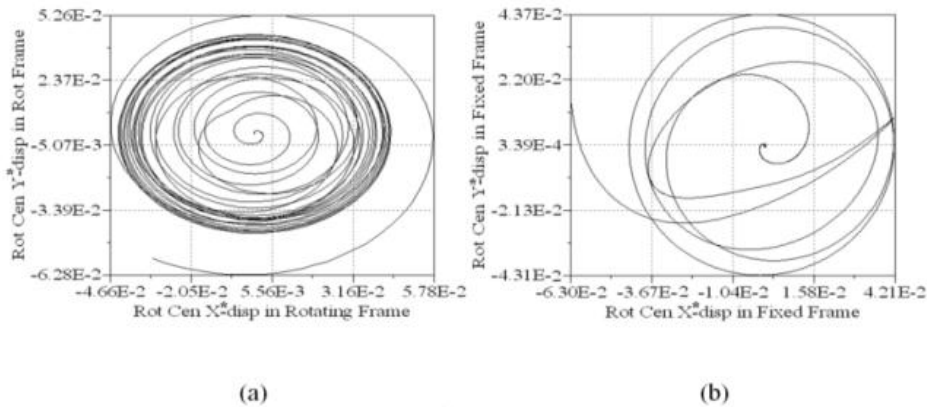 5.26E-2
2.37E-2
-5.07E-3
-3.39E-2
-6.28E-2
Rot Cen Y*-disp in Rot Frame
-4.66E-2 -2.05E-2 5.56E-3 3.16E-2 5.78E-2
Rot Cen X*-disp in Rotating Frame
(a)
4.37E-2
2.20E-2
3.39E-4
-2.13E-2
-4.31E-2
Rot Cen Y*-disp in Fixed Frame
-6.30E-2 -3.67E-2 -1.04E-2 1.58E-2 4.21E-2
Rot Cen X*-disp in Fixed Frame
(b)